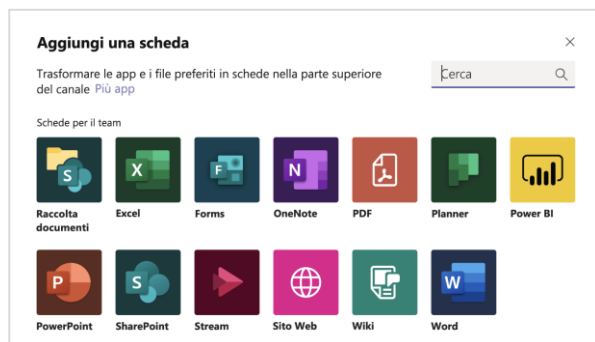 Aggiungi una scheda
Trasformare le app e i file preferiti in schede nella parte superiore
del canale Più app
Cerca
Schede per il team
S
X
F
N
Raccolta
documenti
Excel
Forms
OneNote
PDF
Planner
Power BI
P
S
W
PowerPoint
SharePoint
Stream
Sito Web
Wiki
Word